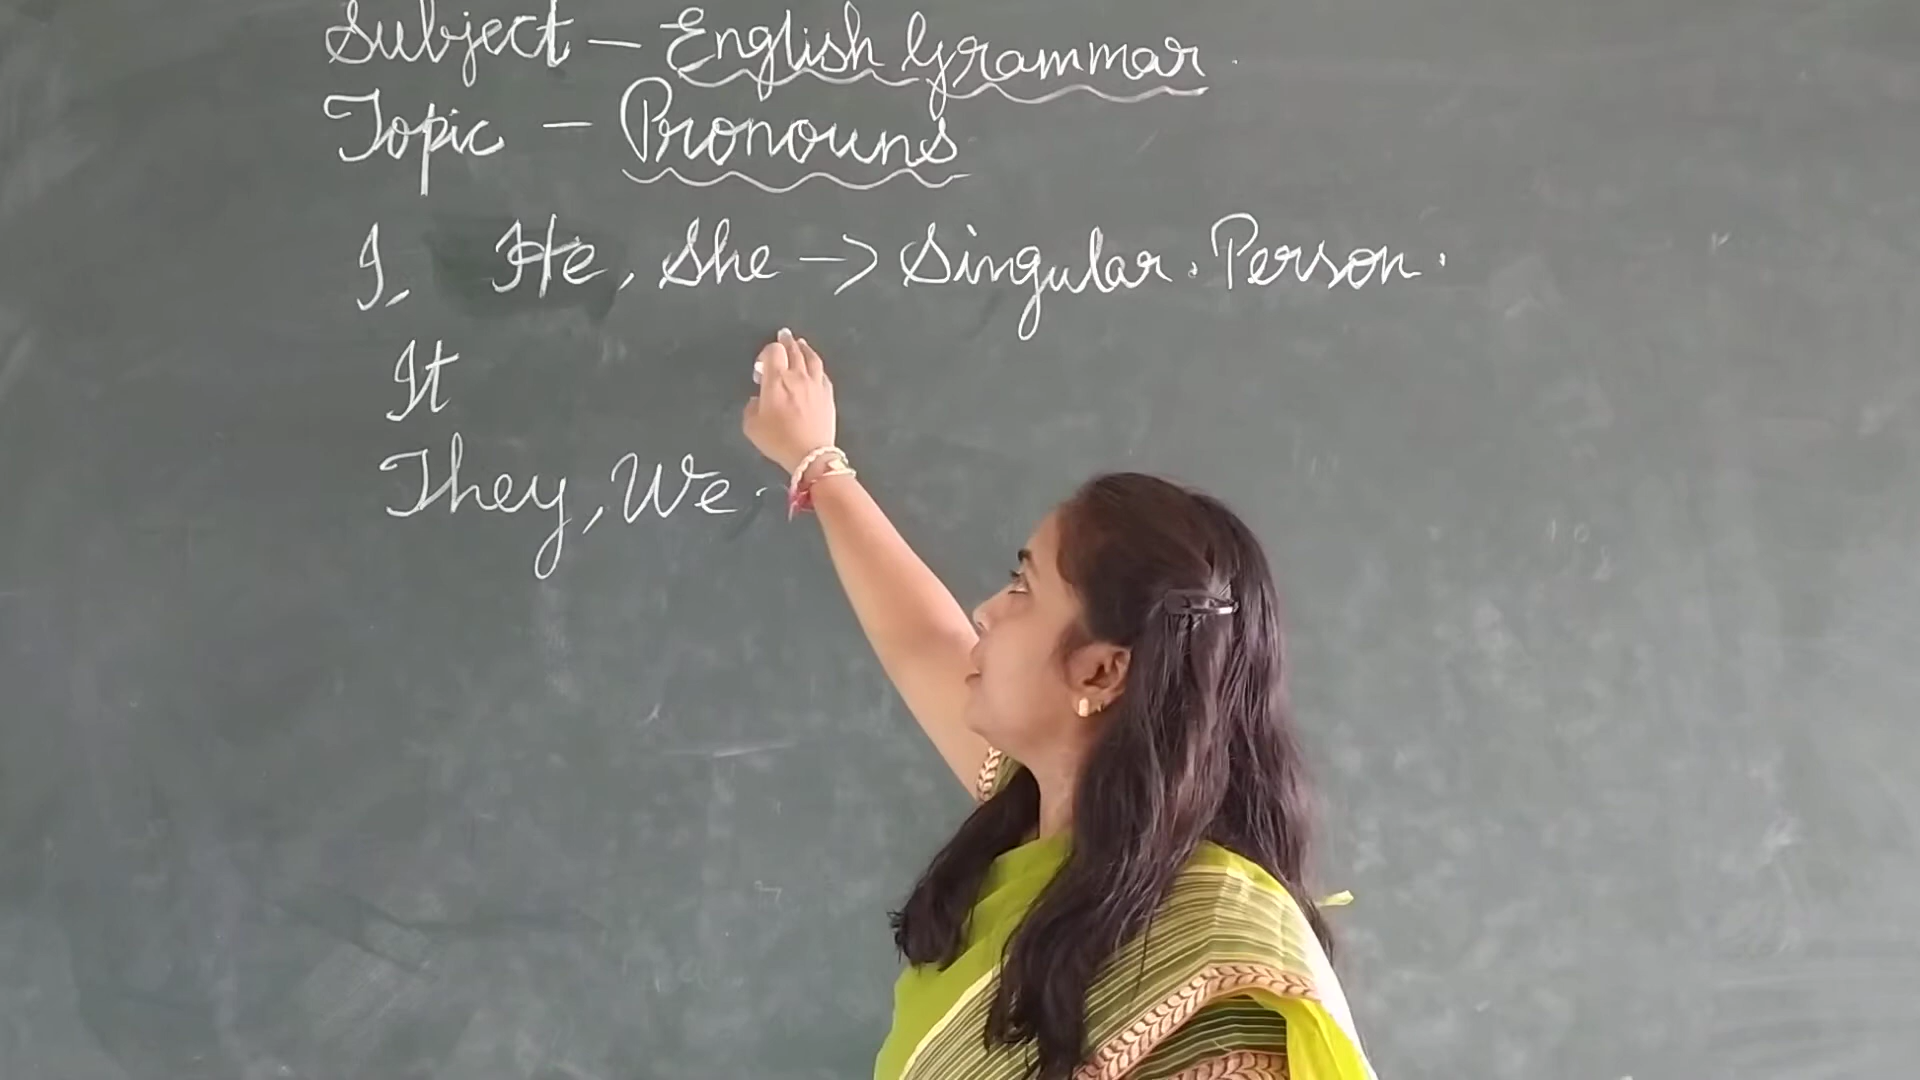 Subject - English Grammar.
Topic - Pronouns
I, He, She -> Singular. Person.
It
They, We.